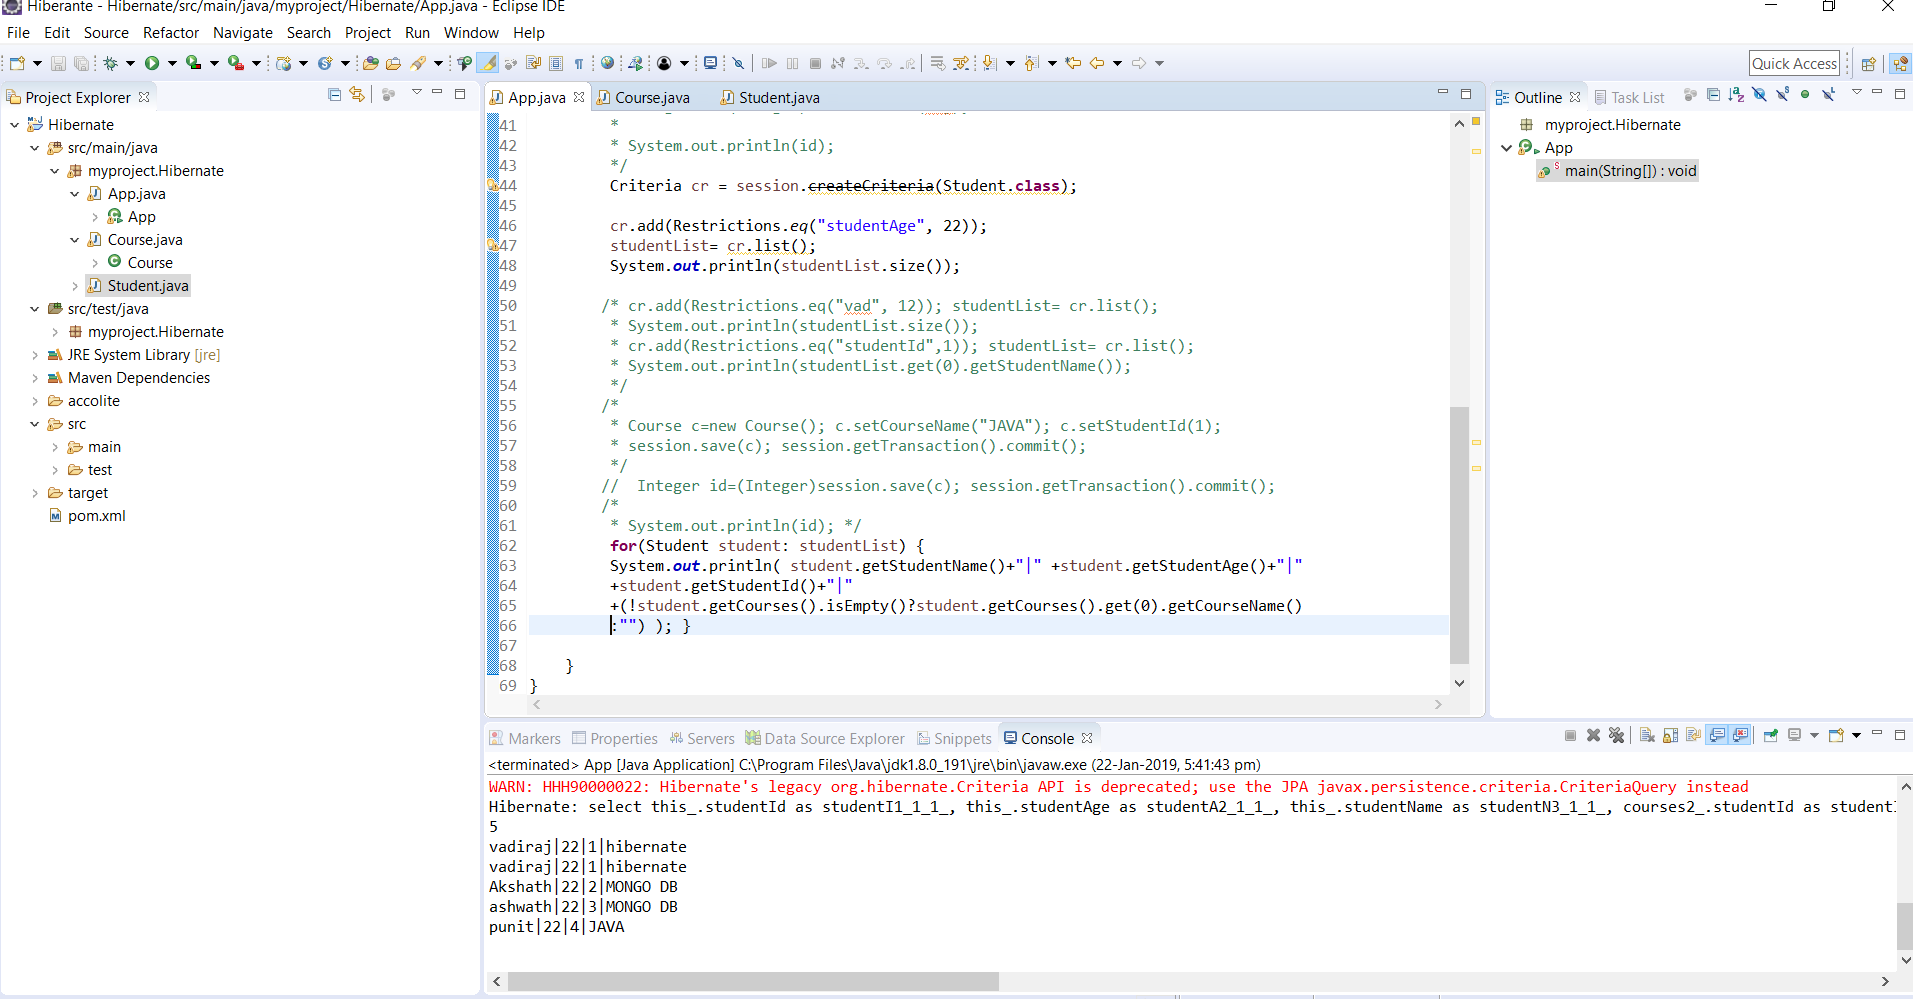 Hiberante - Hibernate/src/main/java/myproject/Hibernate/App.java - Eclipse IDE
File Edit Source Refactor Navigate Search Project Run Window Help
Quick Access
Project Explorer
Hibernate
src/main/java
myproject.Hibernate
App.java
App
Course.java
Course
Student.java
src/test/java
myproject.Hibernate
JRE System Library [jre]
Maven Dependencies
accolite
src
main
test
target
pom.xml
App.java Course.java Student.java
41 *
42 * System.out.println(id);
43 */
44 Criteria cr = session.createCriteria(Student.class);
45
46 cr.add(Restrictions.eq("studentAge", 22));
47 studentList= cr.list();
48 System.out.println(studentList.size());
49
50 /* cr.add(Restrictions.eq("vad", 12)); studentList= cr.list();
51 * System.out.println(studentList.size());
52 * cr.add(Restrictions.eq("studentId",1)); studentList= cr.list();
53 * System.out.println(studentList.get(0).getStudentName());
54 */
55 /*
56 * Course c=new Course(); c.setCourseName("JAVA"); c.setStudentId(1);
57 * session.save(c); session.getTransaction().commit();
58 */
59 // Integer id=(Integer)session.save(c); session.getTransaction().commit();
60 /*
61 * System.out.println(id); */
62 for(Student student: studentList) {
63 System.out.println( student.getStudentName()+"|" +student.getStudentAge()+"|"
64 +student.getStudentId()+"|"
65 +(!student.getCourses().isEmpty()?student.getCourses().get(0).getCourseName()
66 :"") ); }
67
68 }
69 }
Outline Task List
myproject.Hibernate
App
main(String[]) : void
Markers Properties Servers Data Source Explorer Snippets Console
<terminated> App [Java Application] C:\Program Files\Java\jdk1.8.0_191\jre\bin\javaw.exe (22-Jan-2019, 5:41:43 pm)
WARN: HHH90000022: Hibernate's legacy org.hibernate.Criteria API is deprecated; use the JPA javax.persistence.criteria.CriteriaQuery instead
Hibernate: select this_.studentId as studentI1_1_1_, this_.studentAge as studentA2_1_1_, this_.studentName as studentN3_1_1_, courses2_.studentId as student
5
vadiraj|22|1|hibernate
vadiraj|22|1|hibernate
Akshath|22|2|MONGO DB
ashwath|22|3|MONGO DB
punit|22|4|JAVA